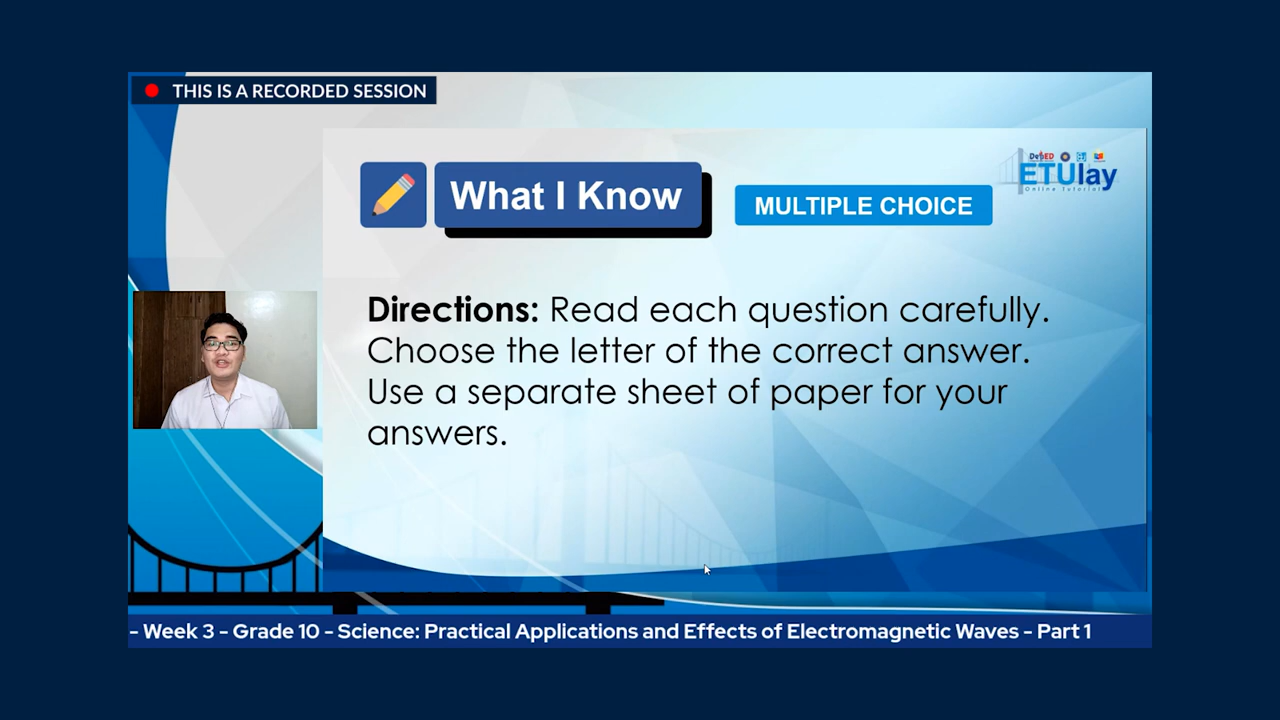 THIS IS A RECORDED SESSION
What I Know
MULTIPLE CHOICE
DepED
ETUlay
Online Tutorial
Directions: Read each question carefully.
Choose the letter of the correct answer.
Use a separate sheet of paper for your
answers.
- Week 3 - Grade 10 - Science: Practical Applications and Effects of Electromagnetic Waves - Part 1